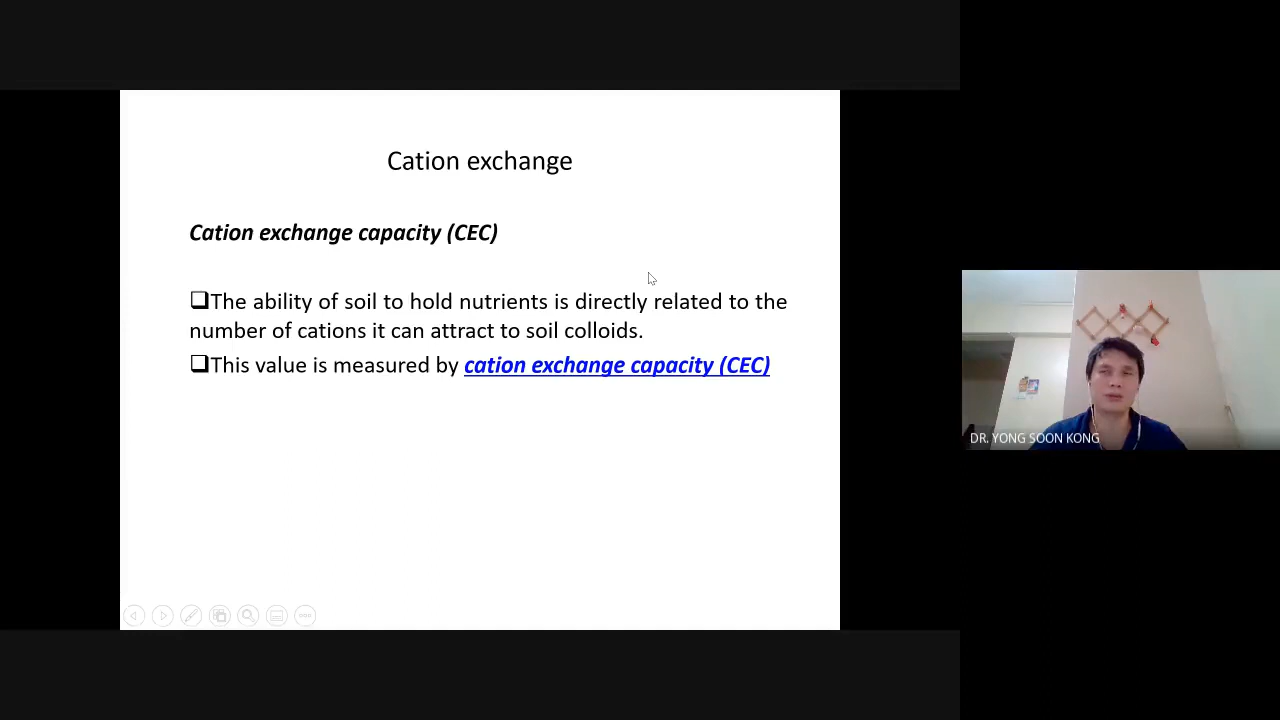 Cation exchange
Cation exchange capacity (CEC)
❑The ability of soil to hold nutrients is directly related to the
number of cations it can attract to soil colloids.
❑This value is measured by cation exchange capacity (CEC)
DR. YONG SOON KONG